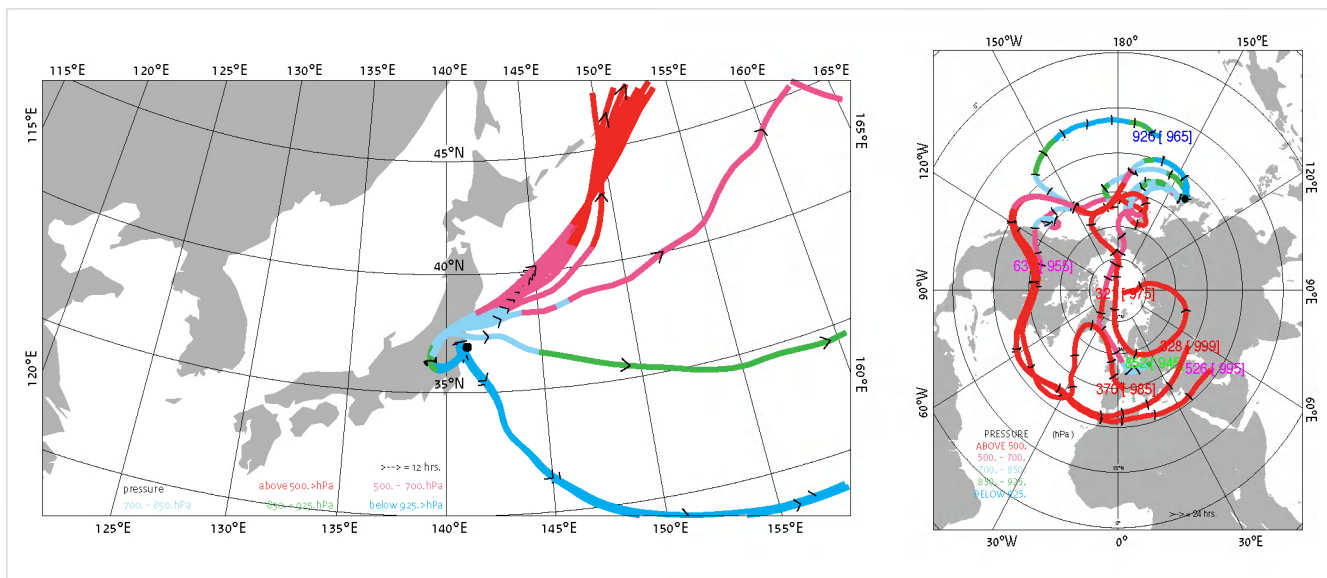 115°E 120°E 125°E 130°E 135°E 140°E 145°E 150°E 155°E 160°E 165°E
115°E
165°E
45°N
40°N
35°N
120°E
160°E
>--> = 12 hrs.
pressure
above 500.>hPa
500. - 700.hPa
700. - 850.hPa
850. - 925.hPa
below 925.>hPa
125°E 130°E 135°E 140°E 145°E 150°E 155°E
150°W 180° 150°E
0°
120°W
120°E
926 [ 965]
90°W
90°E
955]
321 [ 975]
328 [ 999]
526 [ 995]
370 [ 985]
60°W
60°E
PRESSURE (hPa)
ABOVE 500.
500. - 700.
700. - 850.
850. - 925.
BELOW 925.
>--> = 24 hrs.
0°
30°W 0° 30°E